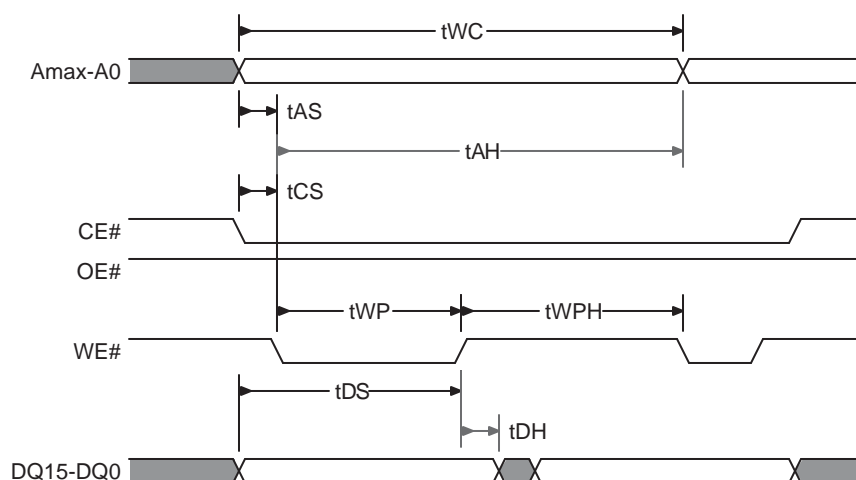 tWC
Amax-A0
tAS
tAH
tCS
CE#
OE#
tWP
tWPH
WE#
tDS
tDH
DQ15-DQ0